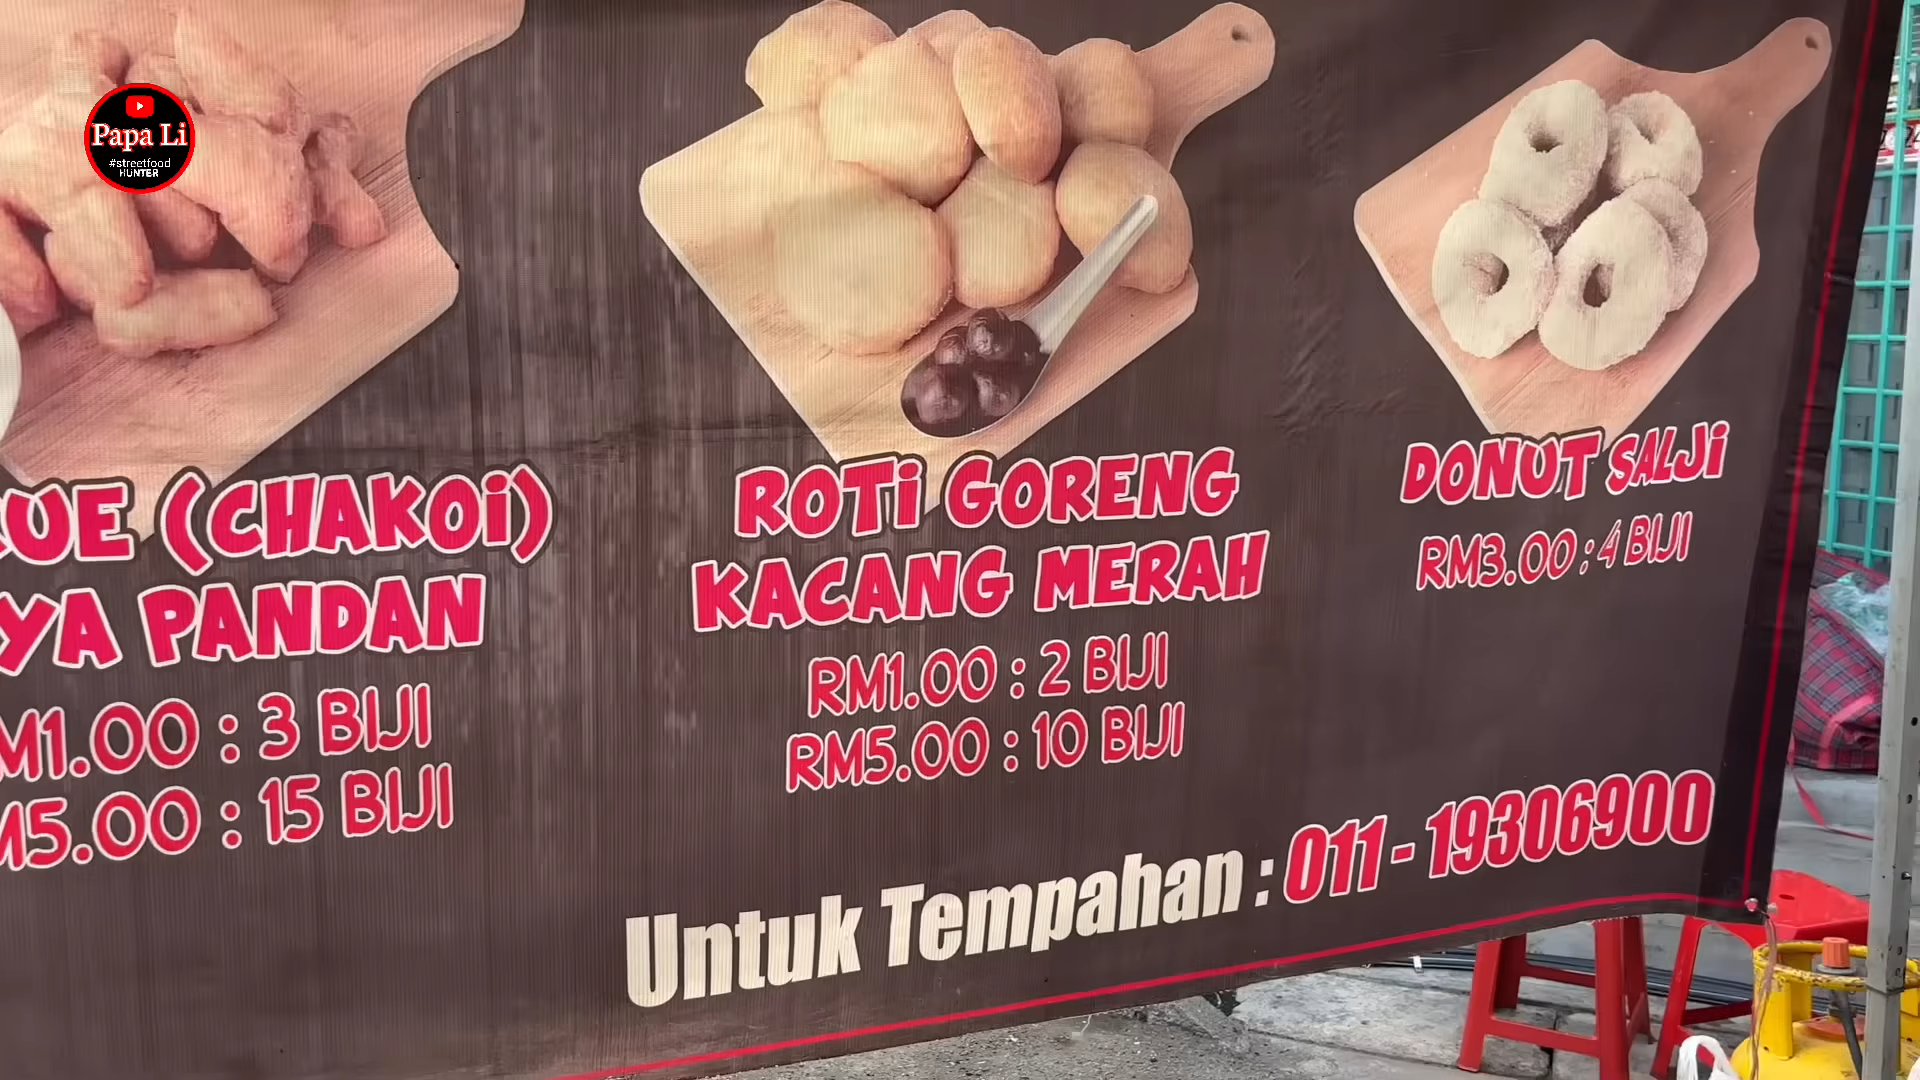 Papa Li
#streetfood
HUNTER
CUE (CHAKOI)
YA PANDAN
M1.00 : 3 BIJI
M5.00 : 15 BIJI
ROTI GORENG
KACANG MERAH
RM1.00 : 2 BIJI
RM5.00 : 10 BIJI
DONUT SALJI
RM3.00 : 4 BIJI
Untuk Tempahan : 011 - 19306900